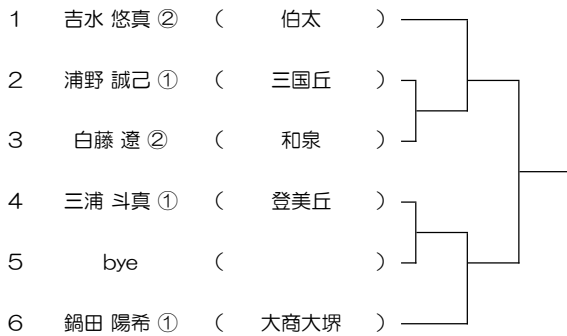 1 吉水 悠真 ② ( 伯太 )
2 浦野 誠己 ① ( 三国丘 )
3 白藤 遼 ② ( 和泉 )
4 三浦 斗真 ① ( 登美丘 )
5 bye ( )
6 鍋田 陽希 ① ( 大商大堺 )